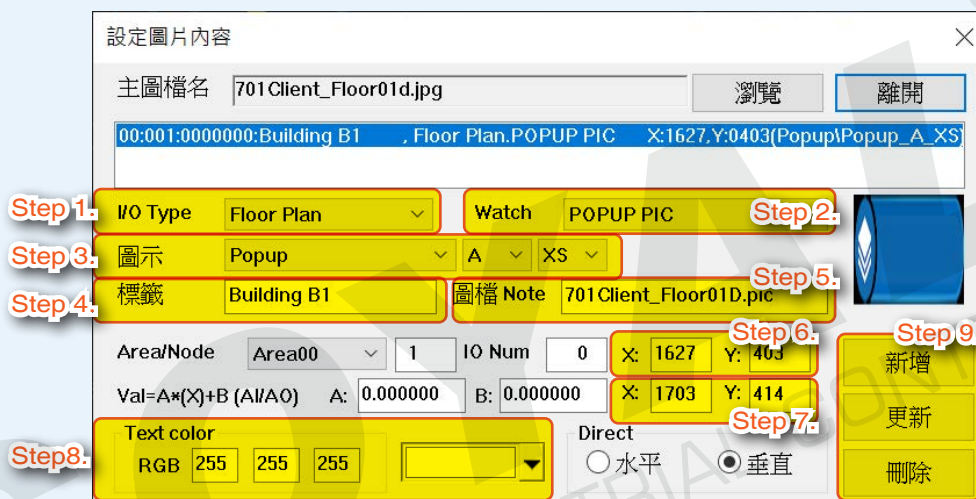 設定圖片內容
主圖檔名 701Client_Floor01d.jpg 瀏覽 離開
00:001:0000000:Building B1 , Floor Plan.POPUP PIC X:1627,Y:0403(Popup\Popup_A_XS)
Step 1. I/O Type Floor Plan Watch POPUP PIC Step 2.
Step 3. 圖示 Popup A XS
Step 4. 標籤 Building B1 圖檔 Note 701Client_Floor01D.pic Step 5.
Step 6. Step 9.
Area/Node Area00 1 IO Num 0 X: 1627 Y: 403 新增
Val=A*(X)+B (AI/AO) A: 0.000000 B: 0.000000 X: 1703 Y: 414
Step 7. 更新
Text color Direct
Step8. RGB 255 255 255 水平 垂直 刪除